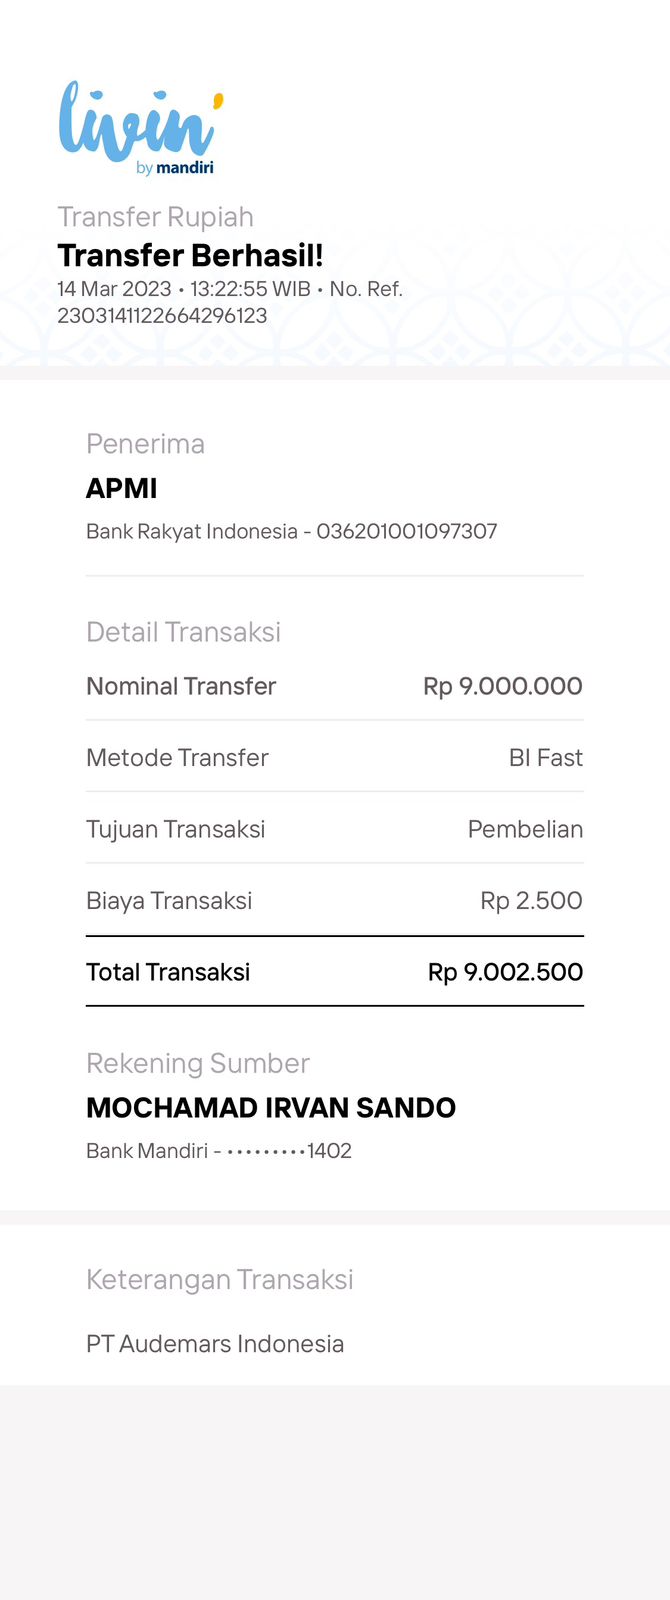 livin'
by mandiri
Transfer Rupiah
Transfer Berhasil!
14 Mar 2023 • 13:22:55 WIB • No. Ref.
2303141122664296123
Penerima
APMI
Bank Rakyat Indonesia - 036201001097307
Detail Transaksi
Nominal Transfer Rp 9.000.000
Metode Transfer BI Fast
Tujuan Transaksi Pembelian
Biaya Transaksi Rp 2.500
Total Transaksi Rp 9.002.500
Rekening Sumber
MOCHAMAD IRVAN SANDO
Bank Mandiri - •••••••••1402
Keterangan Transaksi
PT Audemars Indonesia